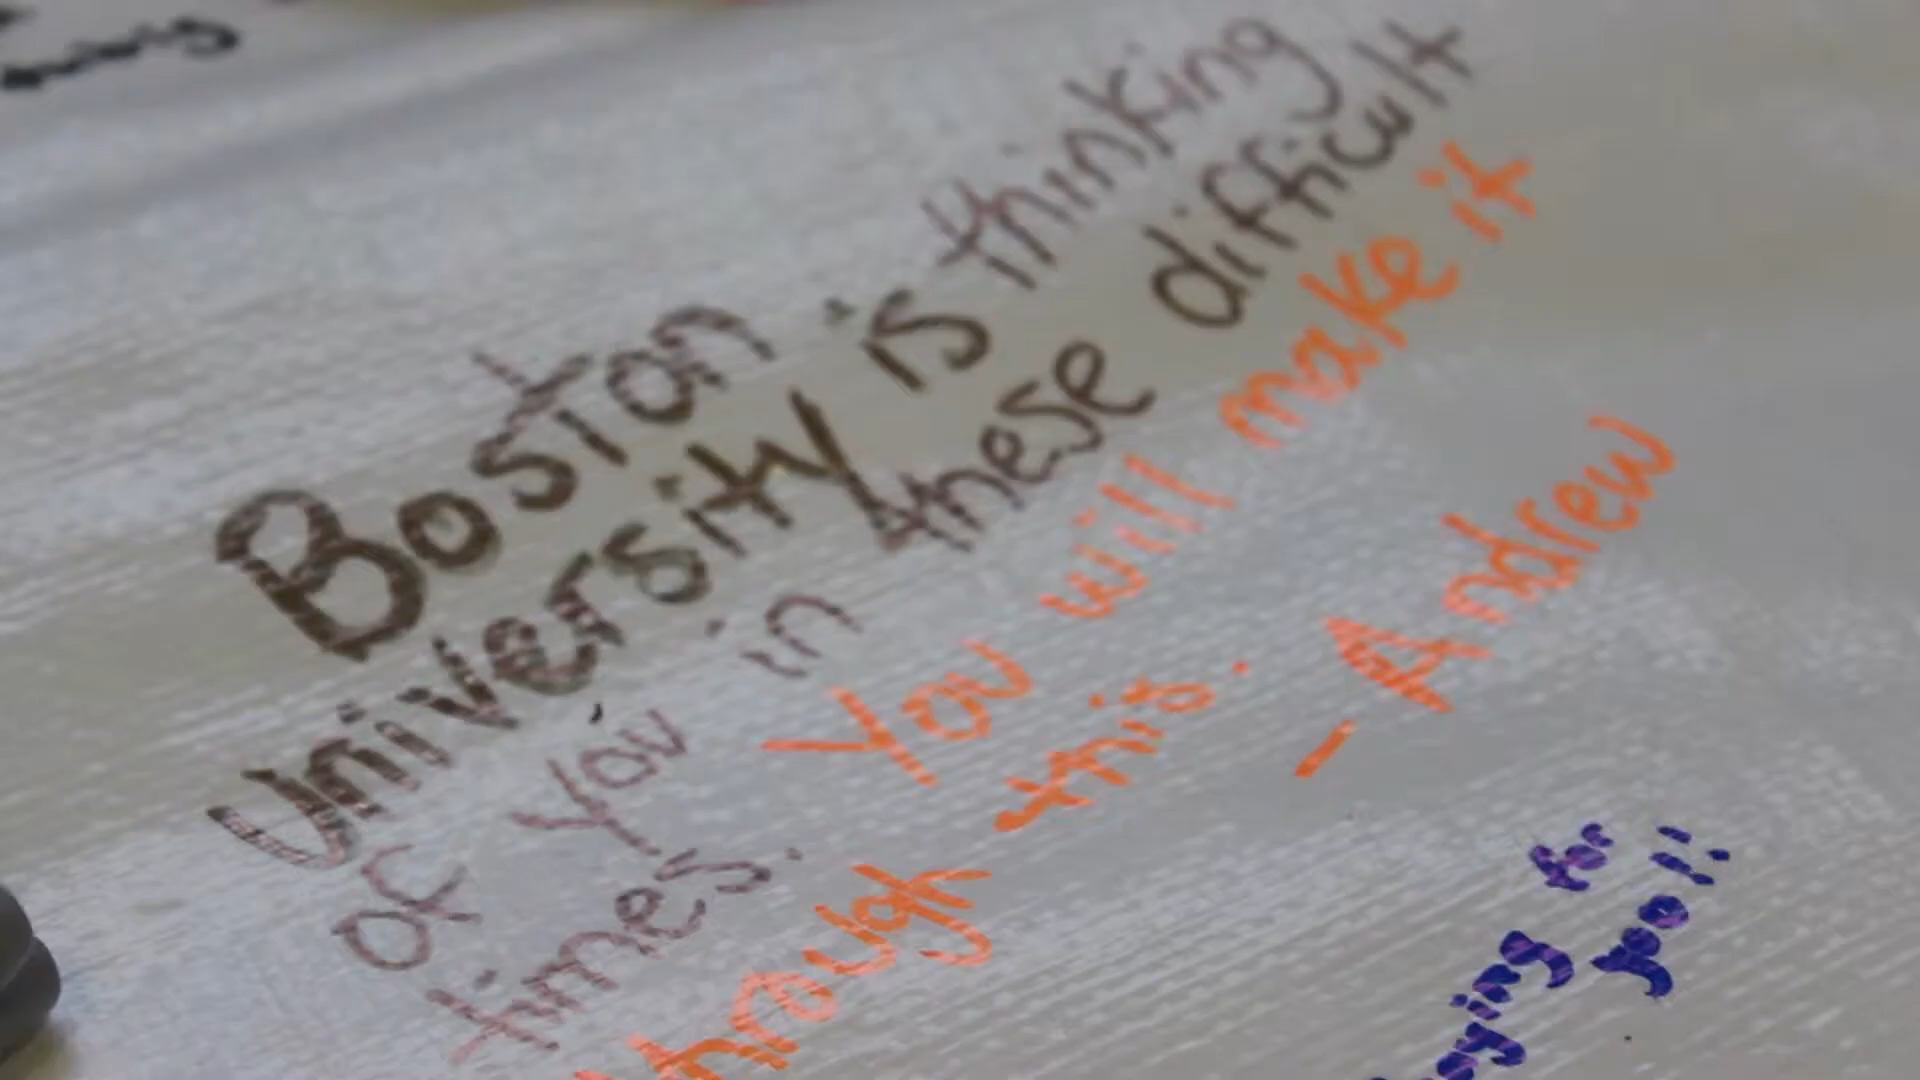 Boston
University is thinking
of you in these difficult
times. You will make it
through this.
- Andrew
for
you!!